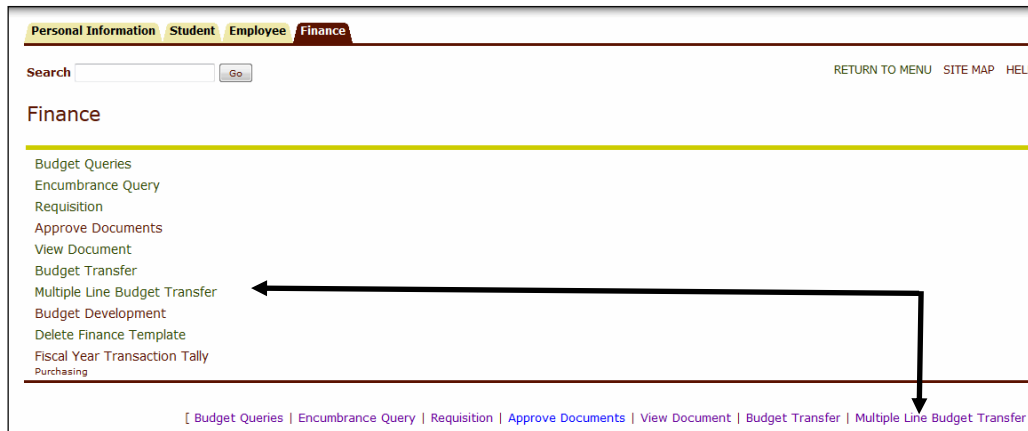 Personal Information Student Employee Finance
Search Go RETURN TO MENU SITE MAP HEL
Finance
Budget Queries
Encumbrance Query
Requisition
Approve Documents
View Document
Budget Transfer
Multiple Line Budget Transfer
Budget Development
Delete Finance Template
Fiscal Year Transaction Tally
Purchasing
[ Budget Queries | Encumbrance Query | Requisition | Approve Documents | View Document | Budget Transfer | Multiple Line Budget Transfer